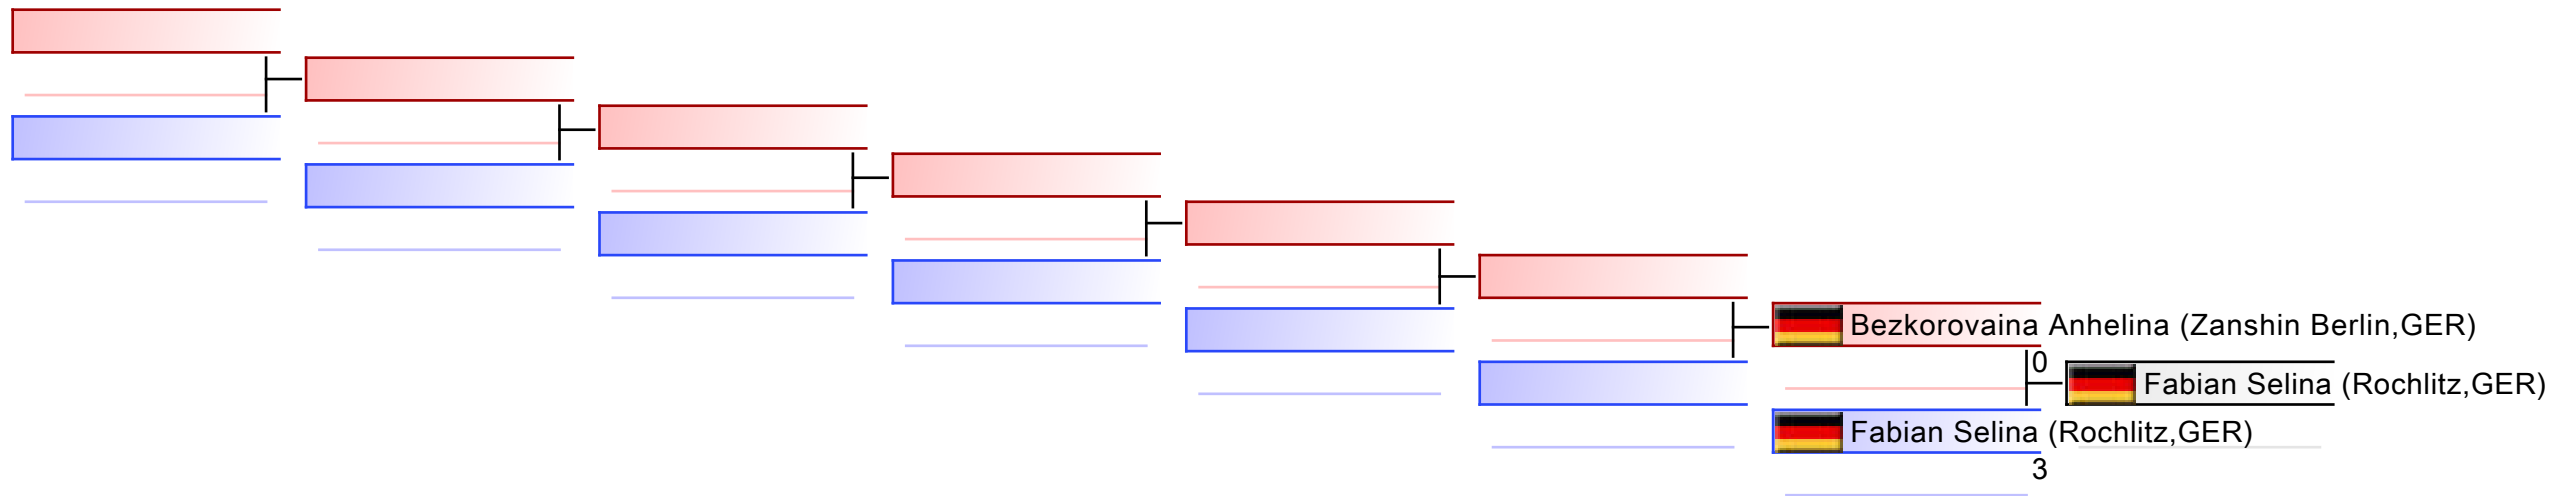 Bezkorovaina Anhelina (Zanshin Berlin,GER)
0
Fabian Selina (Rochlitz,GER)
Fabian Selina (Rochlitz,GER)
3